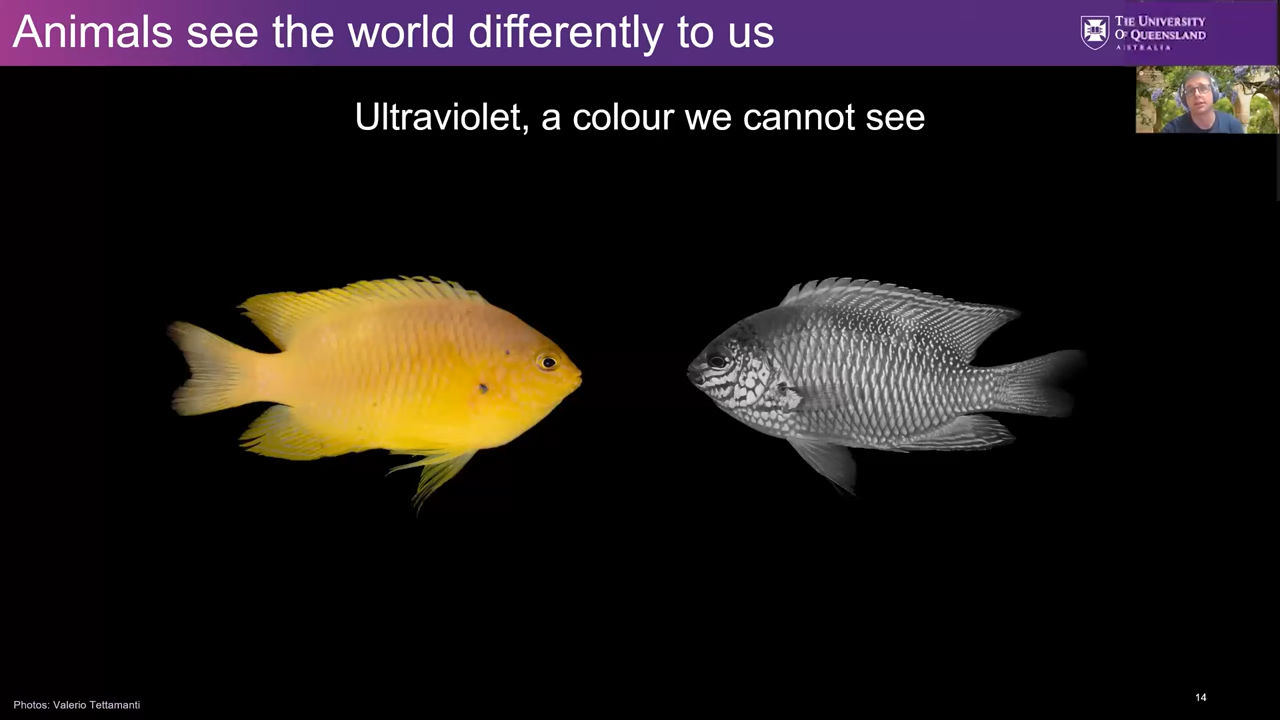 Animals see the world differently to us
THE UNIVERSITY
OF QUEENSLAND
AUSTRALIA
Ultraviolet, a colour we cannot see
Photos: Valerio Tettamanti
14